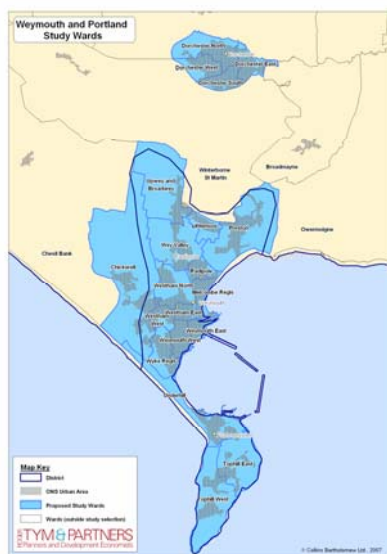 Weymouth and Portland
Study Wards
Dorchester North
Dorchester West
Dorchester East
Dorchester South
Winterborne
St Martin
Broadmayne
Upwey and
Broadwey
Littlemoor
Preston
Owermoigne
Wey Valley
Chesil Bank
Chickerell
Radipole
Westham North
Melcombe Regis
Westham East
Westham
West
Weymouth East
Weymouth West
Wyke Regis
Underhill
Tophill East
Tophill West
Map Key
District
ONS Urban Area
Proposed Study Wards
Wards (outside study selection)
ROGER
TYM & PARTNERS
Planners and Development Economists
© Collins Bartholomew Ltd., 2007